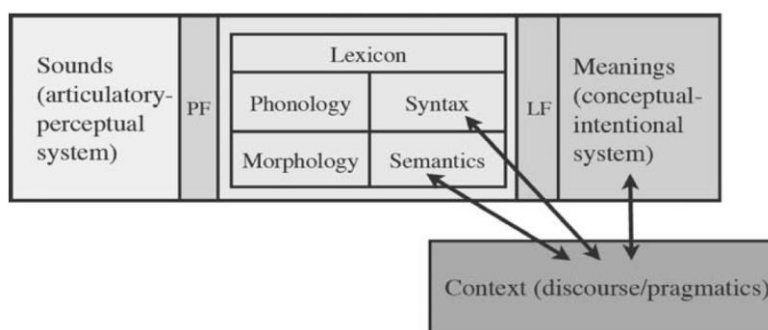 Sounds
(articulatory-
perceptual
system)
PF
Lexicon
Phonology
Syntax
Morphology
Semantics
LF
Meanings
(conceptual-
intentional
system)
Context (discourse/pragmatics)